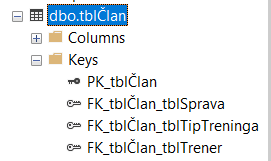 dbo.tblČlan
Columns
Keys
PK_tblČlan
FK_tblČlan_tblSprava
FK_tblČlan_tblTipTreninga
FK_tblČlan_tblTrener